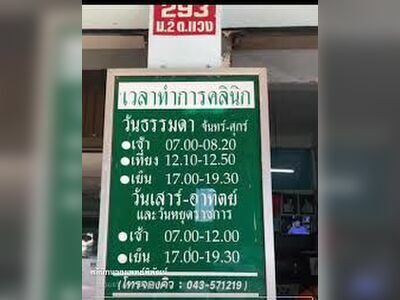 293
ม.2 ต.แวง
เวลาทำการคลินิก
วันธรรมดา จันทร์-ศุกร์
●เช้า 07.00-08.20
●เที่ยง 12.10-12.50
●เย็น 17.00-19.30
วันเสาร์-อาทิตย์
และวันหยุดราชการ
●เช้า 07.00-12.00
●เย็น 17.00-19.30
(โทรจองคิว : 043-571219)